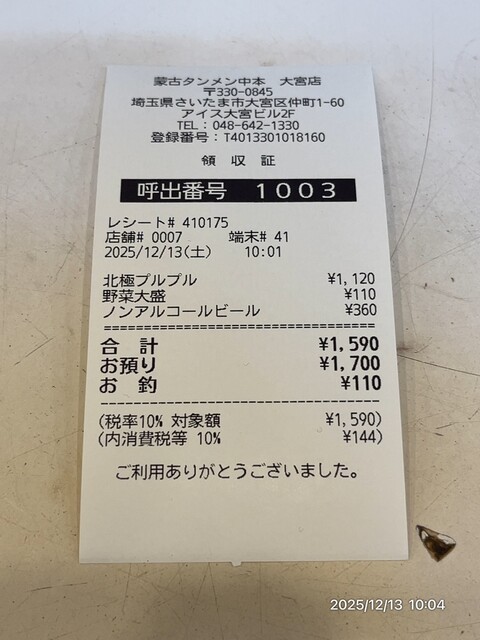 蒙古タンメン中本　大宮店
〒330-0845
埼玉県さいたま市大宮区仲町1-60
アイス大宮ビル2F
TEL：048-642-1330
登録番号：T4013301018160
領 収 証
呼出番号　１００３
レシート# 410175
店舗# 0007　端末# 41
2025/12/13(土)　10:01
北極プルプル　¥1,120
野菜大盛　¥110
ノンアルコールビール　¥360
合 計　¥1,590
お預り　¥1,700
お 釣　¥110
(税率10% 対象額　¥1,590)
(内消費税等 10%　¥144)
ご利用ありがとうございました。
2025/12/13 10:04